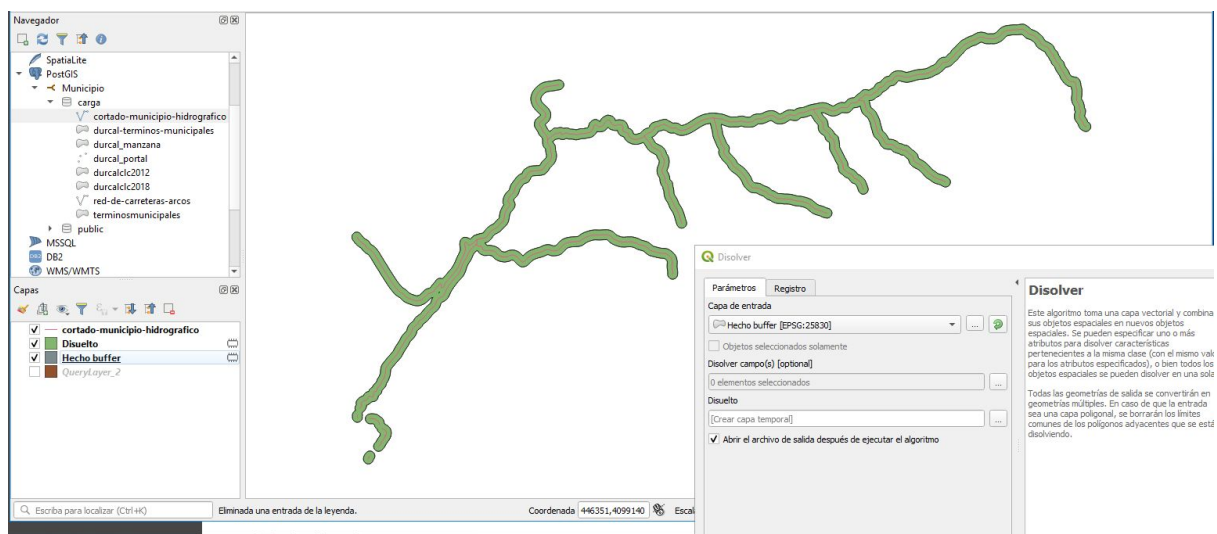 Navegador
SpatiaLite
PostGIS
Municipio
carga
cortado-municipio-hidrografico
durcal-terminos-municipales
durcal_manzana
durcal_portal
durcalclc2012
durcalclc2018
red-de-carreteras-arcos
terminosmunicipales
public
MSSQL
DB2
WMS/WMTS
Capas
cortado-municipio-hidrografico
Disuelto
Hecho buffer
QueryLayer_2
Escriba para localizar (Ctrl+K)
Eliminada una entrada de la leyenda.
Coordenada 446351,4099140
Escal
Disolver
Parámetros
Registro
Capa de entrada
Hecho buffer [EPSG:25830]
...
Objetos seleccionados solamente
Disolver campo(s) [optional]
0 elementos seleccionados
...
Disuelto
[Crear capa temporal]
...
Abrir el archivo de salida después de ejecutar el algoritmo
Disolver
Este algoritmo toma una capa vectorial y combina
sus objetos espaciales en nuevos objetos
espaciales. Se pueden especificar uno o más
atributos para disolver características
pertenecientes a la misma clase (con el mismo valo
para los atributos especificados), o bien todos los
objetos espaciales se pueden disolver en una sola
Todas las geometrías de salida se convertirán en
geometrías múltiples. En caso de que la entrada
sea una capa poligonal, se borrarán los límites
comunes de los polígonos adyacentes que se está
disolviendo.